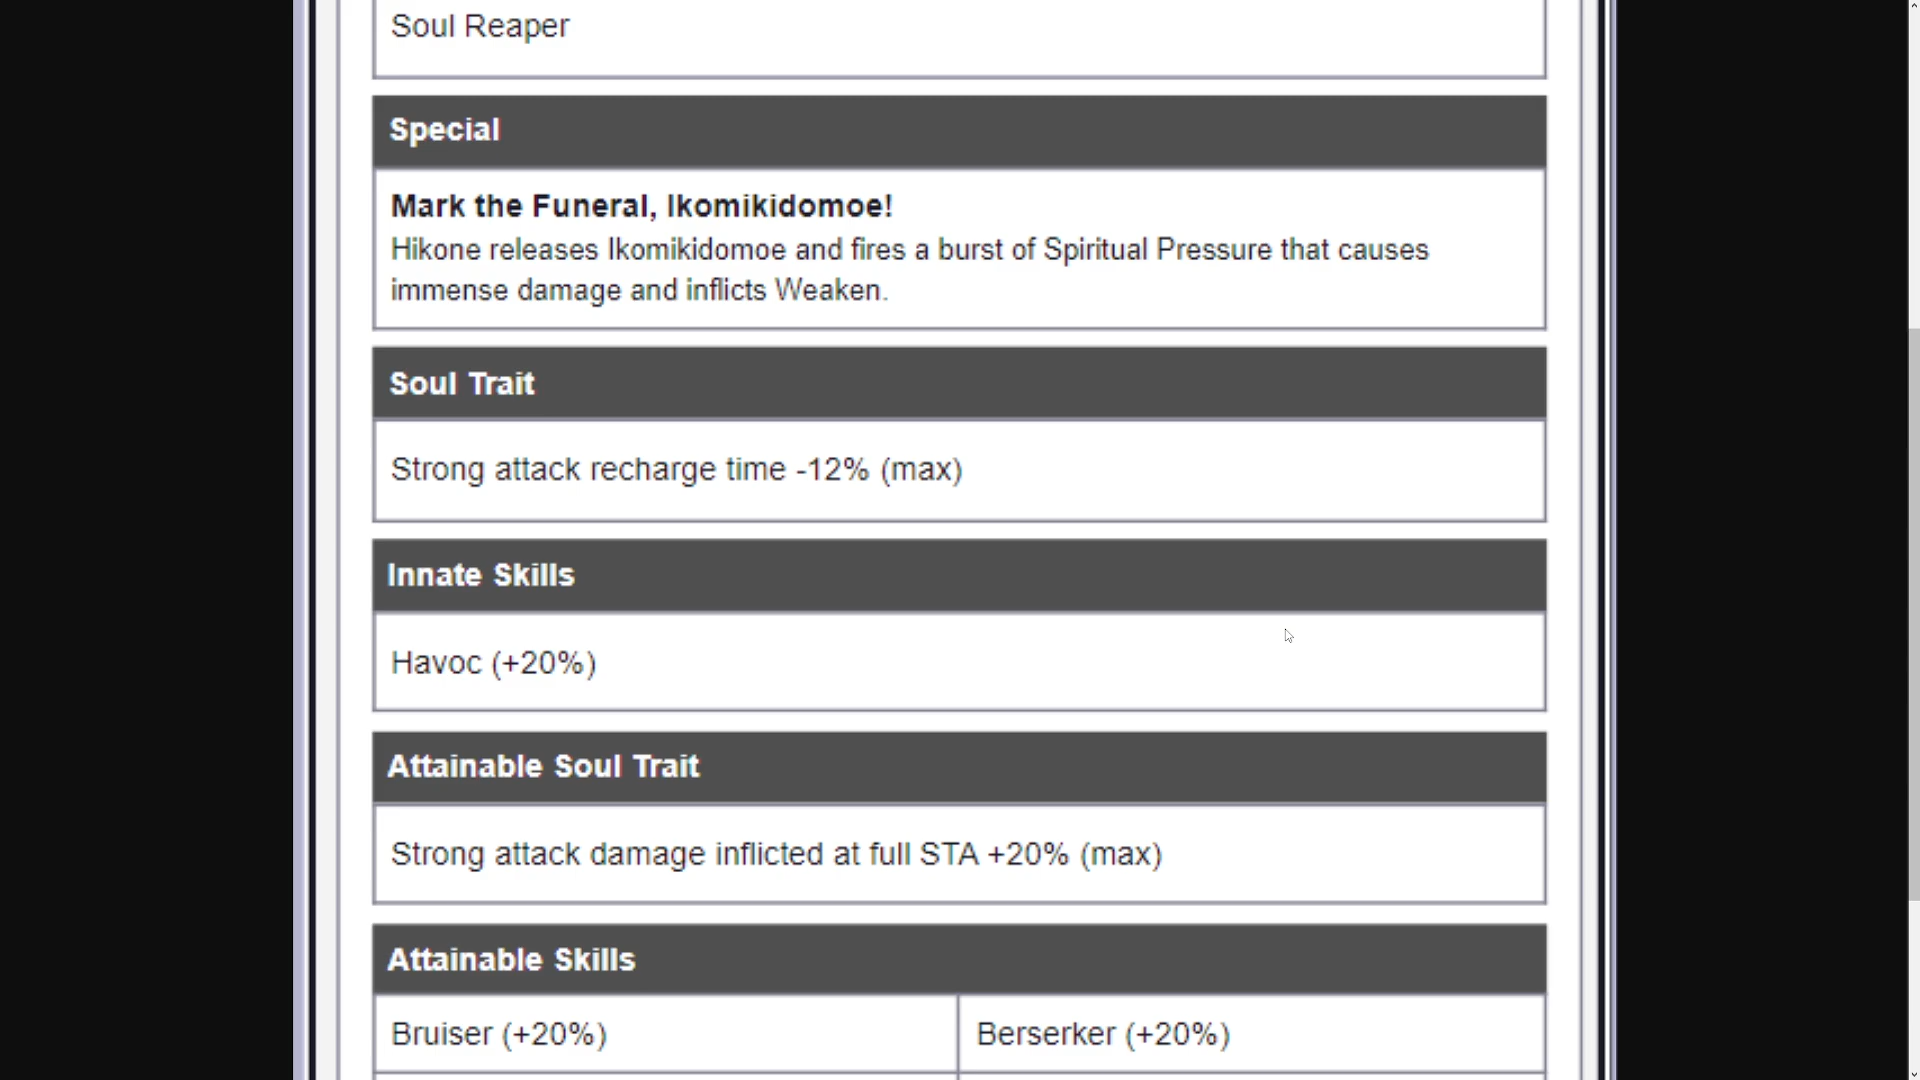 Soul Reaper
Special
Mark the Funeral, Ikomikidomoe!
Hikone releases Ikomikidomoe and fires a burst of Spiritual Pressure that causes
immense damage and inflicts Weaken.
Soul Trait
Strong attack recharge time -12% (max)
Innate Skills
Havoc (+20%)
Attainable Soul Trait
Strong attack damage inflicted at full STA +20% (max)
Attainable Skills
Bruiser (+20%)
Berserker (+20%)